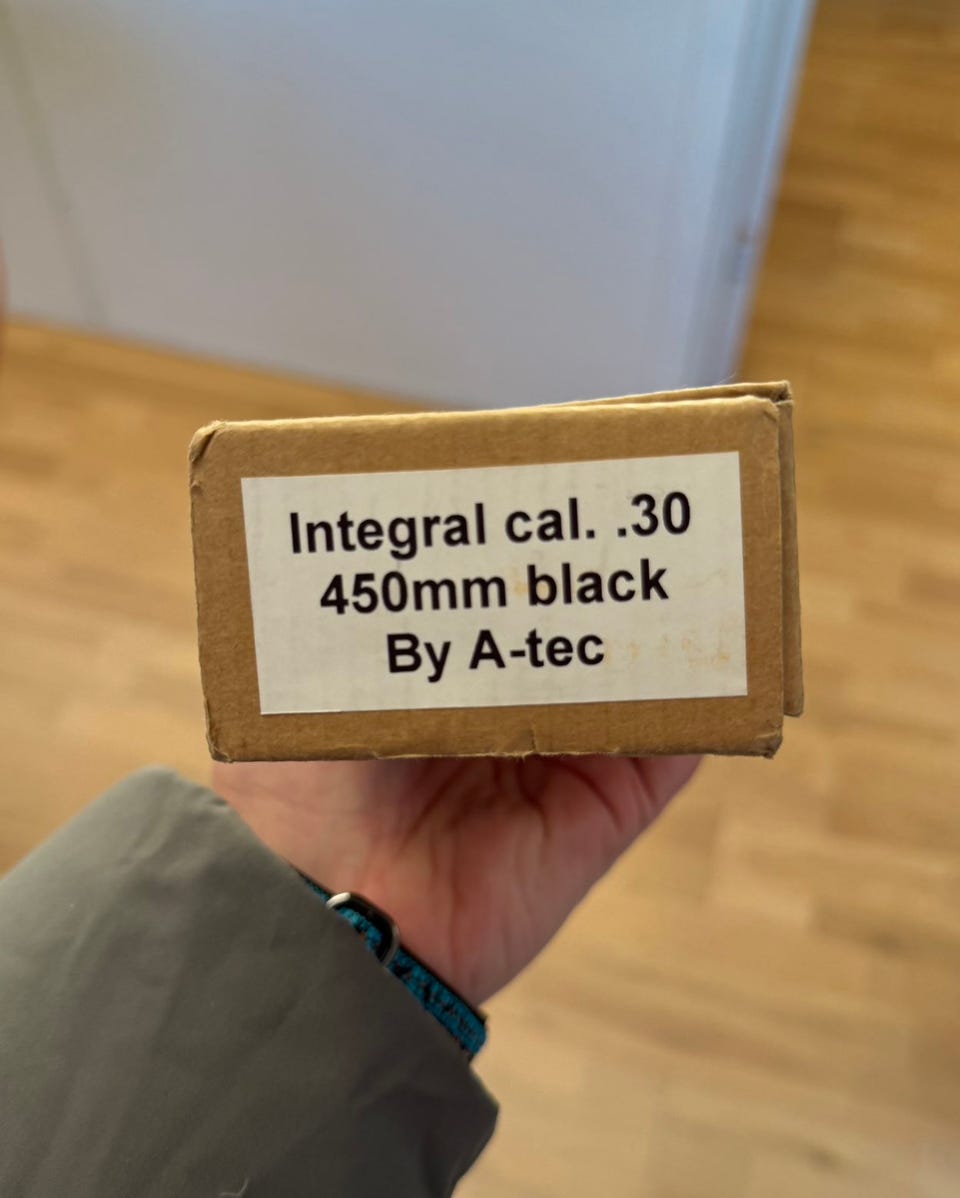 Integral cal. .30
450mm black
By A-tec